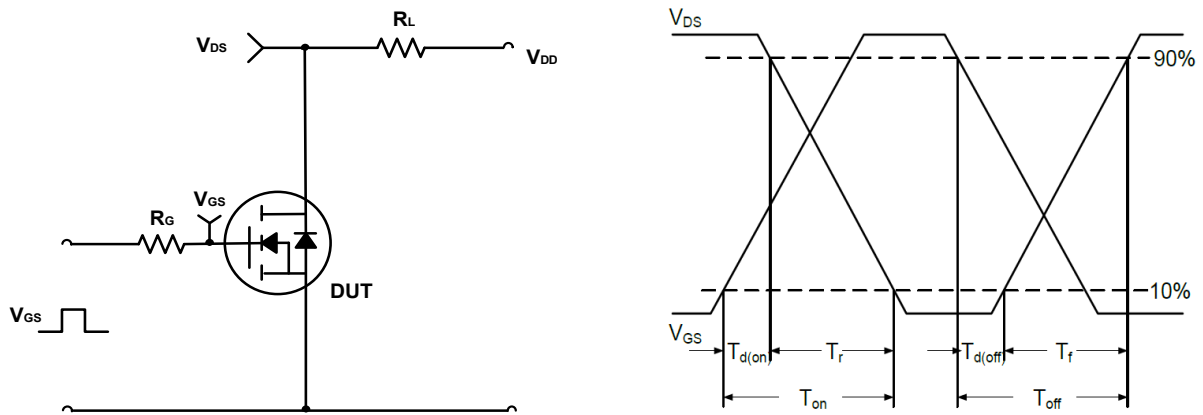 RL
VDS
VDD
VGS
RG
DUT
VGS
VDS
90%
10%
VGS
Td(on)
Tr
Td(off)
Tf
Ton
Toff